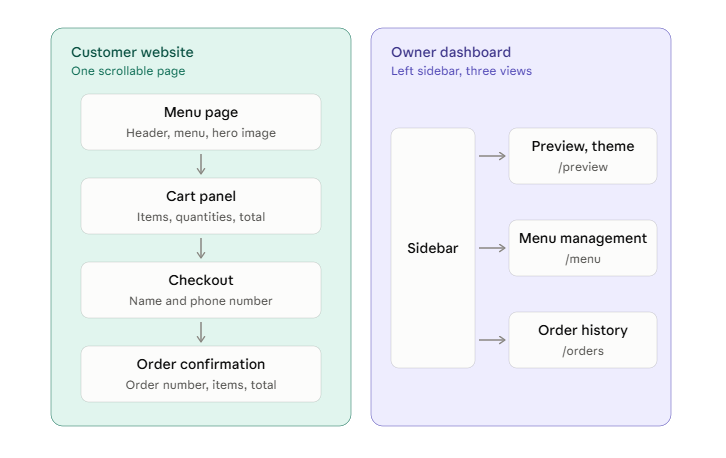 Customer website
One scrollable page
Menu page
Header, menu, hero image
Cart panel
Items, quantities, total
Checkout
Name and phone number
Order confirmation
Order number, items, total
Owner dashboard
Left sidebar, three views
Sidebar
Preview, theme
/preview
Menu management
/menu
Order history
/orders